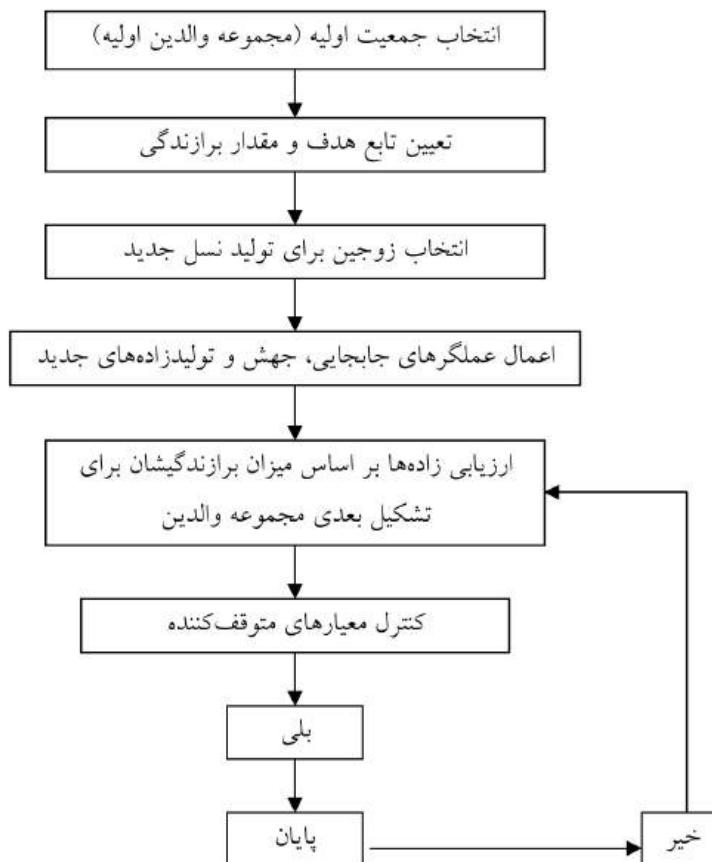 انتخاب جمعیت اولیه (مجموعه والدین اولیه)
تعیین تابع هدف و مقدار برازندگی
انتخاب زوجین برای تولید نسل جدید
اعمال عملگرهای جابجایی، جهش و تولیدزاده‌های جدید
ارزیابی زاده‌ها بر اساس میزان برازندگیشان برای
تشکیل بعدی مجموعه والدین
کنترل معیارهای متوقف‌کننده
بلی
پایان
خیر